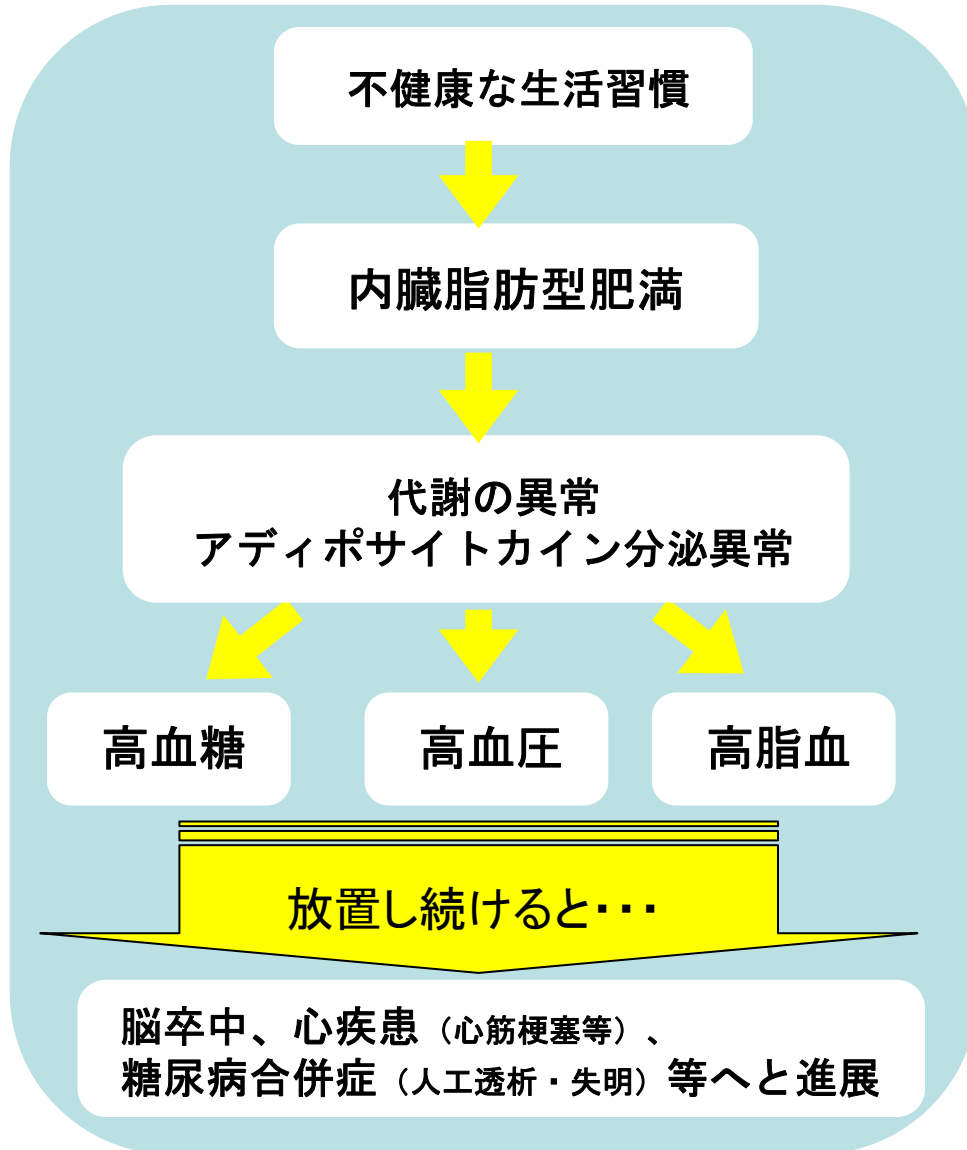 不健康な生活習慣
内臓脂肪型肥満
代謝の異常
アディポサイトカイン分泌異常
高血糖
高血圧
高脂血
放置し続けると・・・
脳卒中、心疾患（心筋梗塞等）、
糖尿病合併症（人工透析・失明）等へと進展